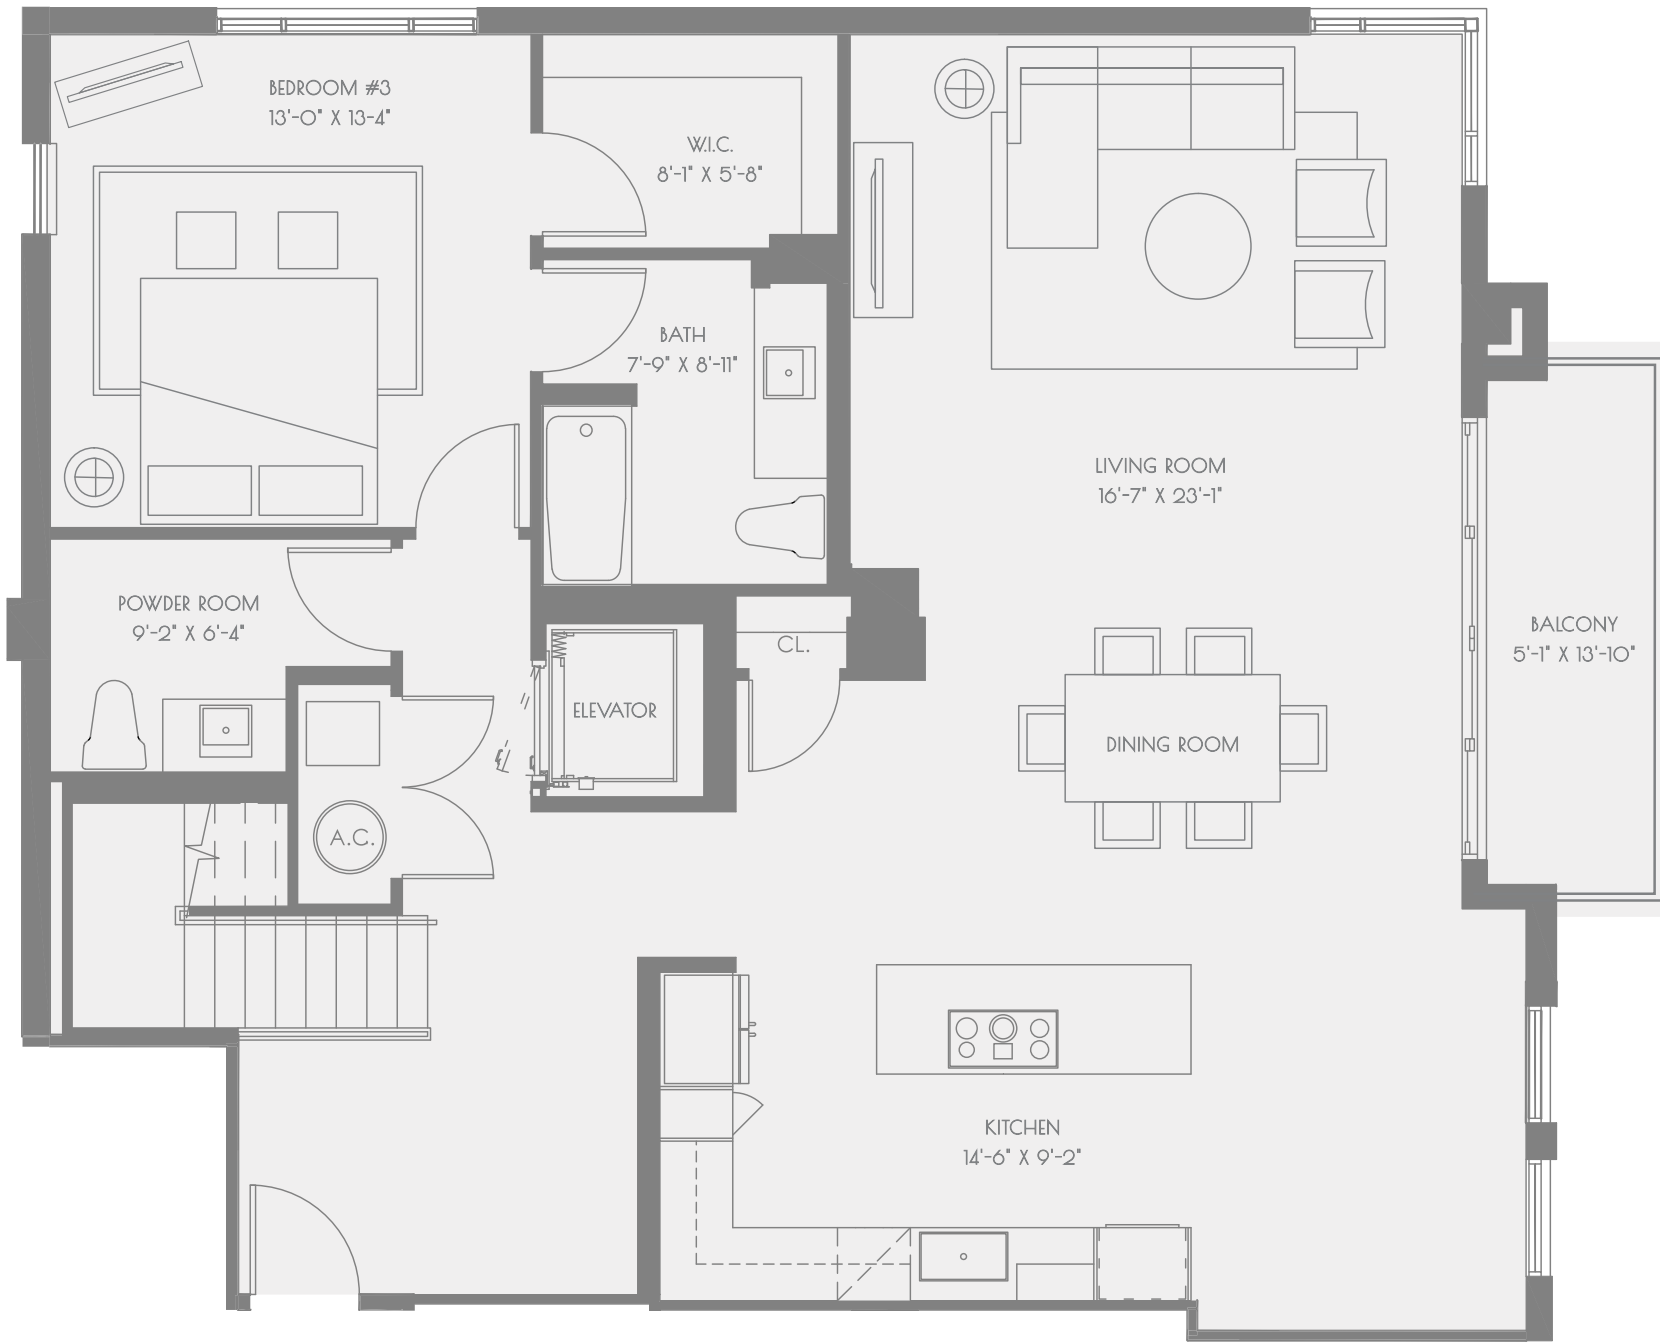 BEDROOM #3
13'-0" X 13-4"
W.I.C.
8'-1" X 5'-8"
BATH
7'-9" X 8'-11"
LIVING ROOM
16'-7" X 23'-1"
POWDER ROOM
9'-2" X 6'-4"
BALCONY
5'-1" X 13'-10"
CL.
ELEVATOR
DINING ROOM
A.C.
KITCHEN
14'-6" X 9'-2"